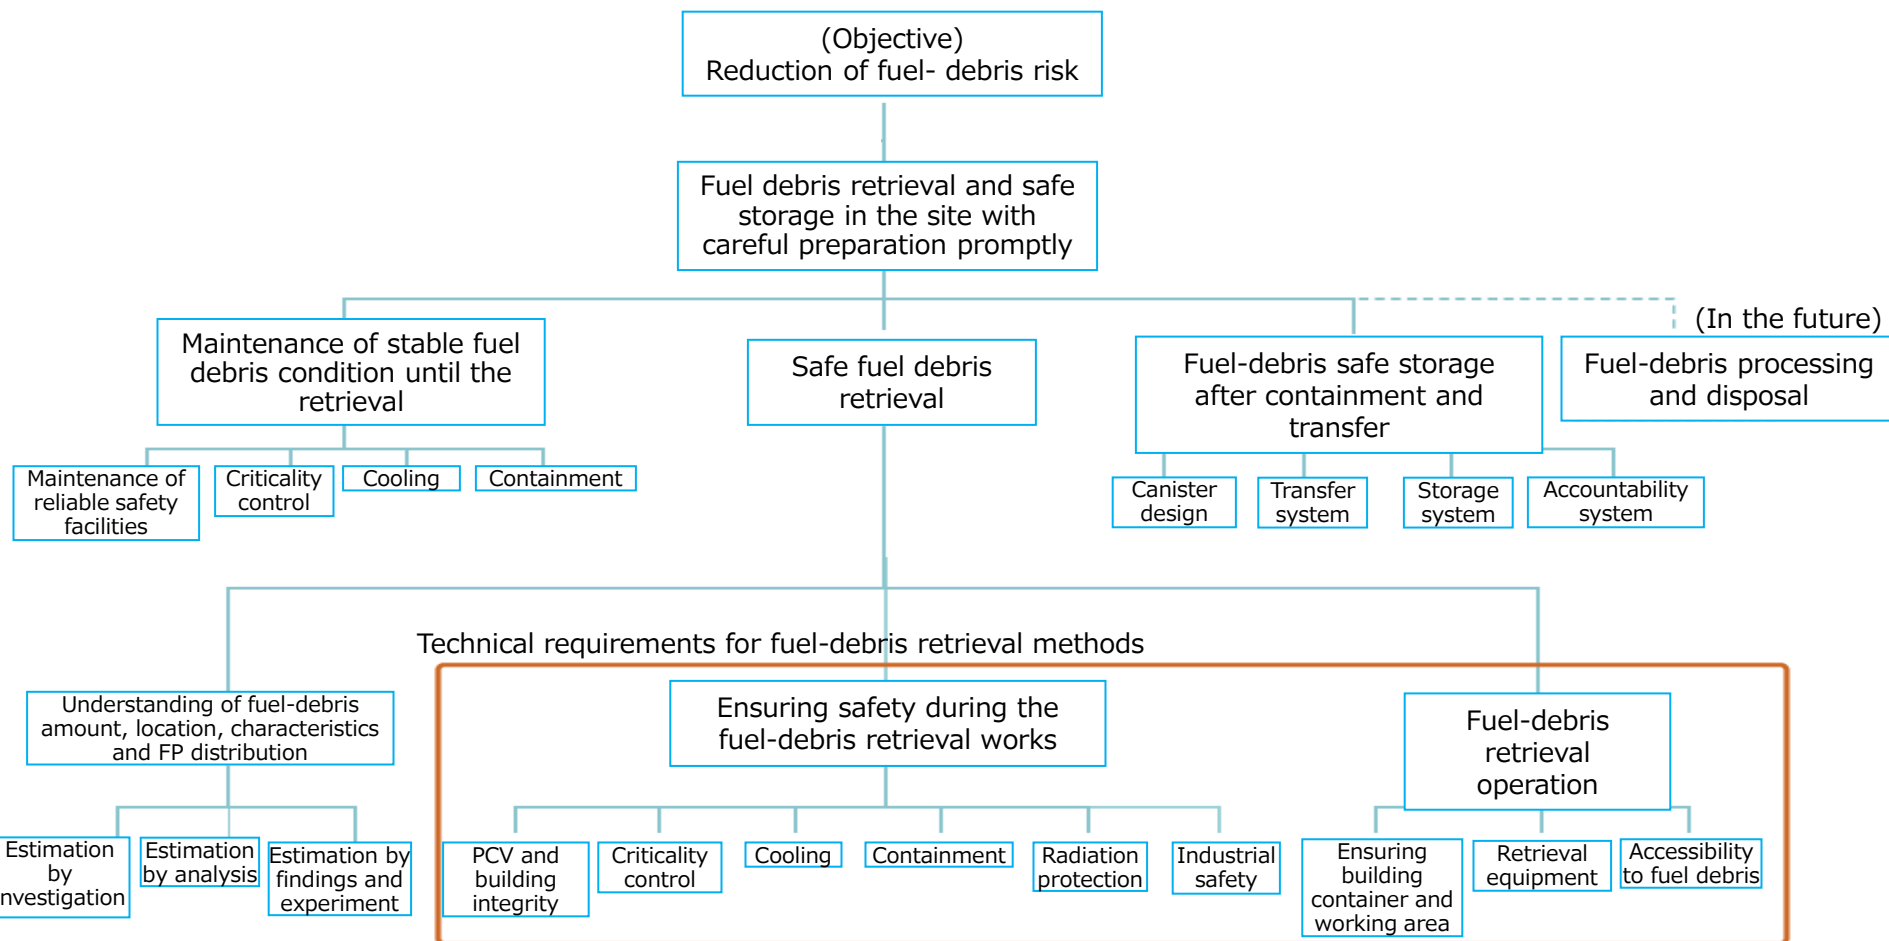 (Objective)
Reduction of fuel- debris risk
Fuel debris retrieval and safe
storage in the site with
careful preparation promptly
(In the future)
Maintenance of stable fuel
debris condition until the
retrieval
Safe fuel debris
retrieval
Fuel-debris safe storage
after containment and
transfer
Fuel-debris processing
and disposal
Maintenance of
reliable safety
facilities
Criticality
control
Cooling
Containment
Canister
design
Transfer
system
Storage
system
Accountability
system
Technical requirements for fuel-debris retrieval methods
Understanding of fuel-debris
amount, location, characteristics
and FP distribution
Ensuring safety during the
fuel-debris retrieval works
Fuel-debris
retrieval
operation
Estimation
by
investigation
Estimation
by analysis
Estimation by
findings and
experiment
PCV and
building
integrity
Criticality
control
Cooling
Containment
Radiation
protection
Industrial
safety
Ensuring
building
container and
working area
Retrieval
equipment
Accessibility
to fuel debris